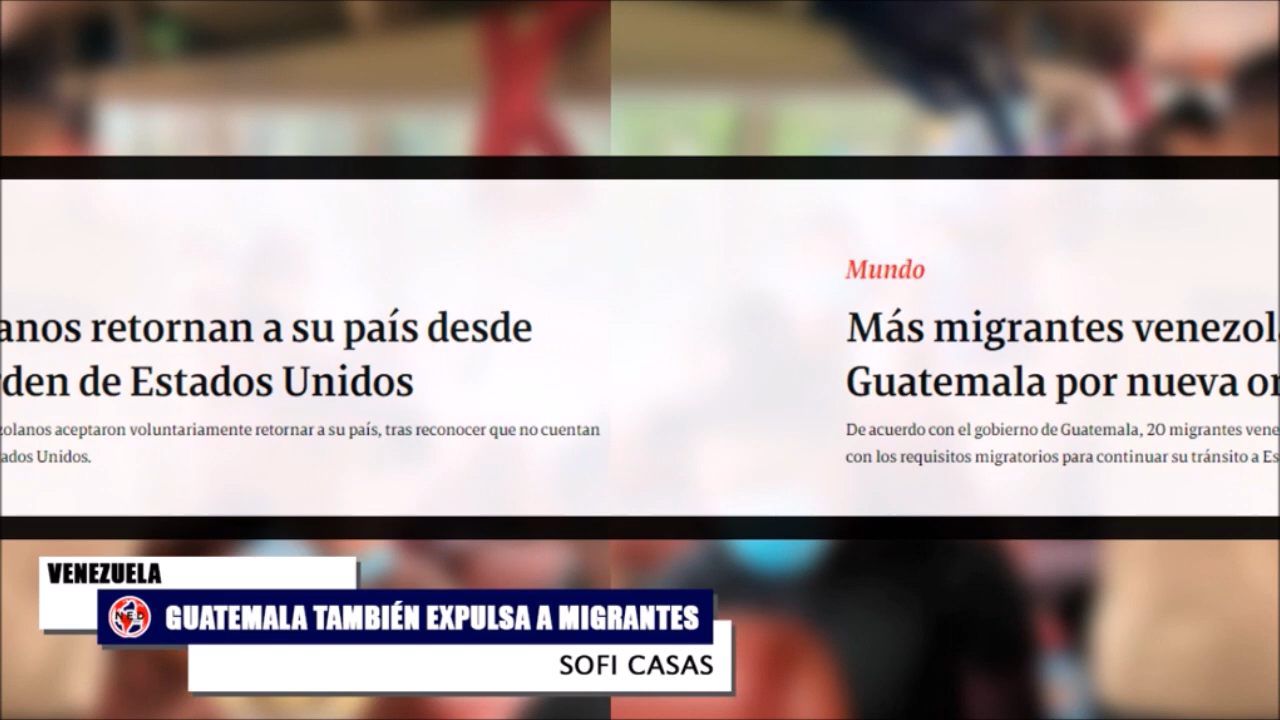 anos retornan a su país desde
den de Estados Unidos
zolanos aceptaron voluntariamente retornar a su país, tras reconocer que no cuentan
ados Unidos.
Mundo
Más migrantes venezol
Guatemala por nueva or
De acuerdo con el gobierno de Guatemala, 20 migrantes vene
con los requisitos migratorios para continuar su tránsito a Es
VENEZUELA
GUATEMALA TAMBIÉN EXPULSA A MIGRANTES
SOFI CASAS